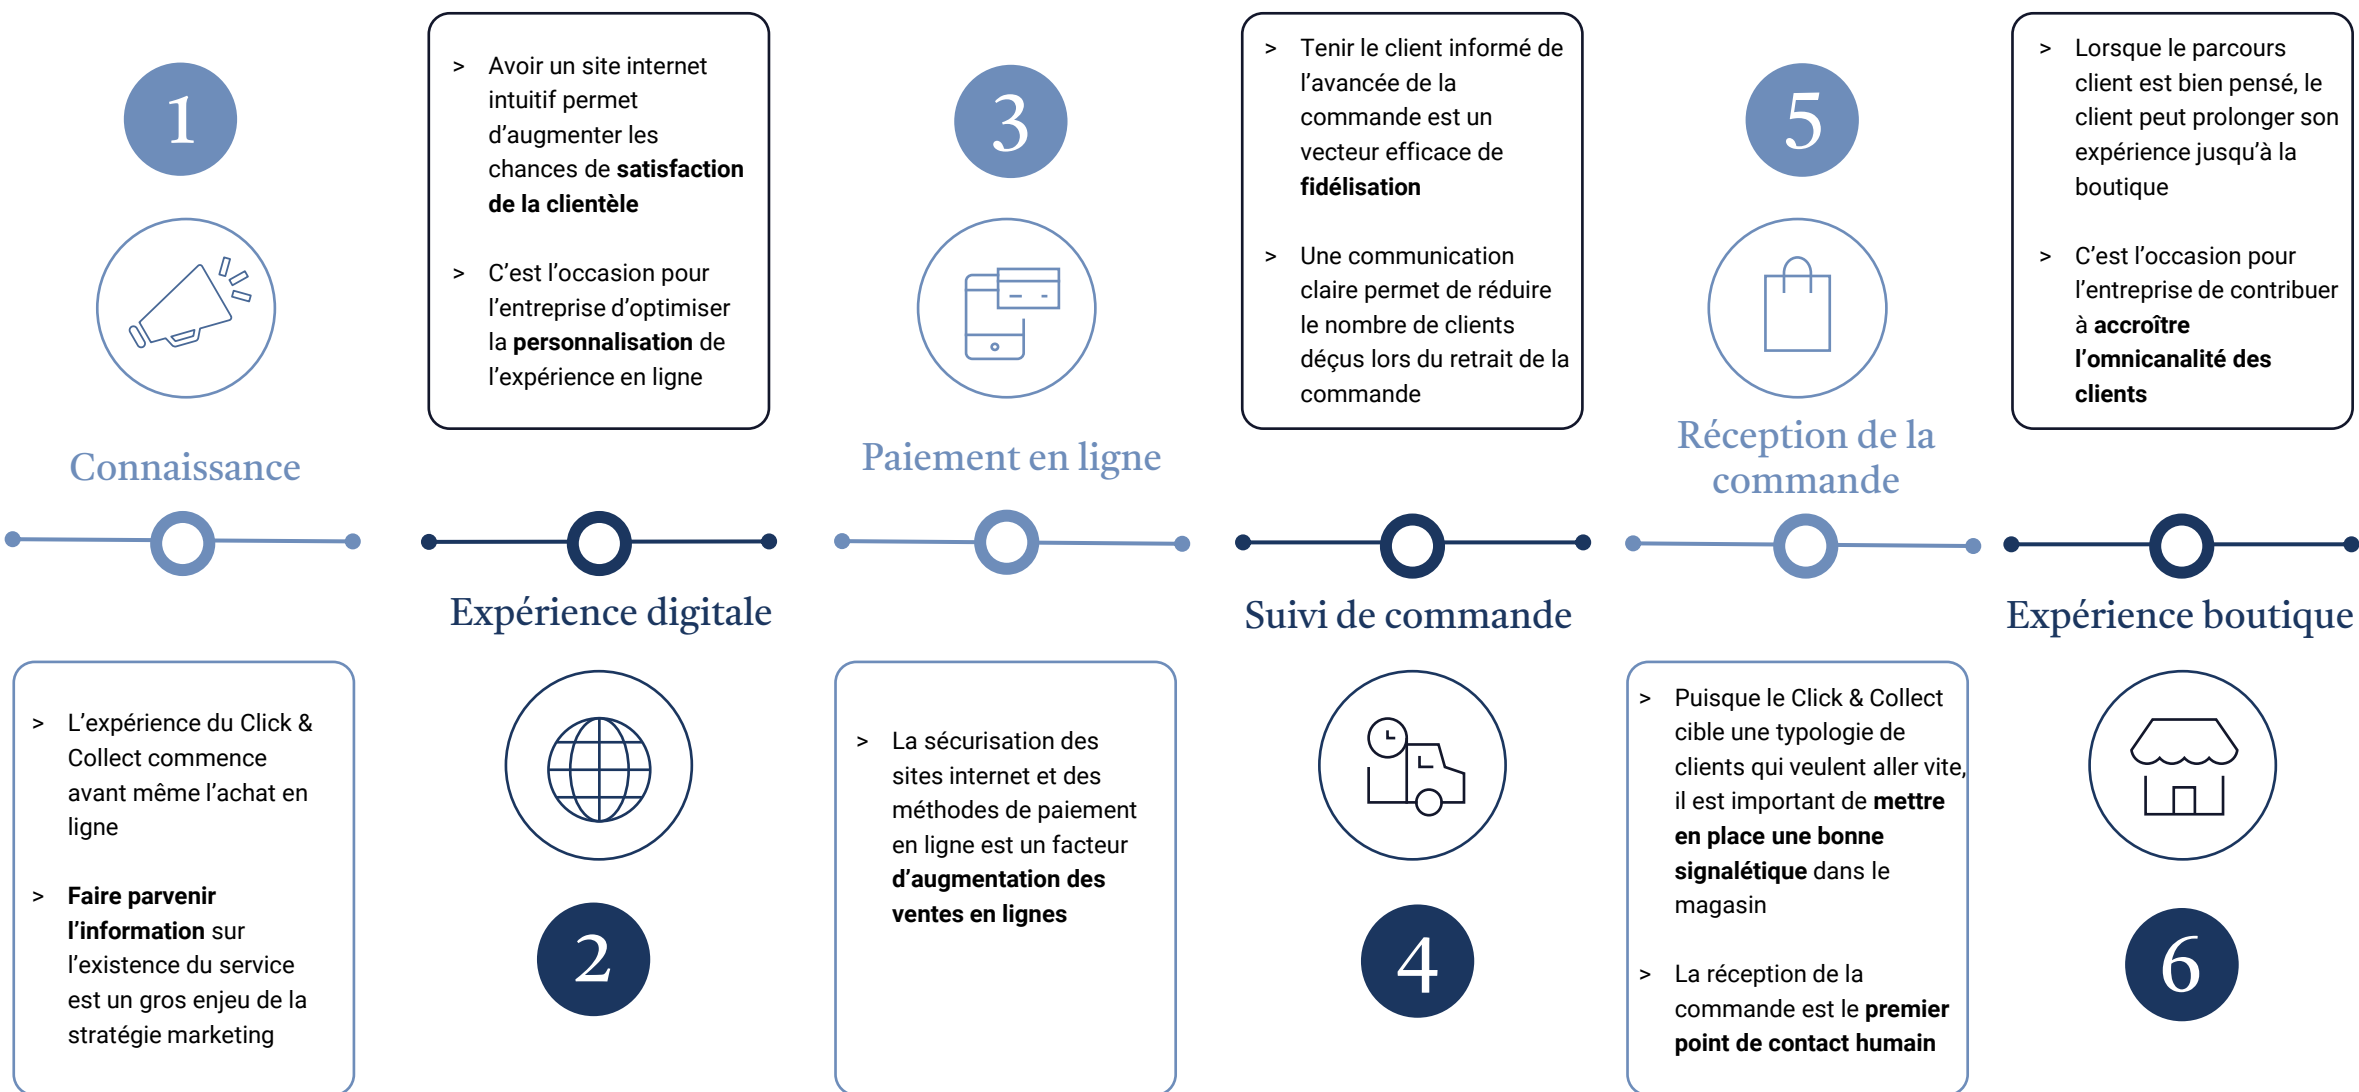 1
Connaissance
> L’expérience du Click &
Collect commence
avant même l’achat en
ligne
> Faire parvenir
l’information sur
l’existence du service
est un gros enjeu de la
stratégie marketing
> Avoir un site internet
intuitif permet
d’augmenter les
chances de satisfaction
de la clientèle
> C’est l’occasion pour
l’entreprise d’optimiser
la personnalisation de
l’expérience en ligne
Expérience digitale
2
3
Paiement en ligne
> La sécurisation des
sites internet et des
méthodes de paiement
en ligne est un facteur
d’augmentation des
ventes en lignes
> Tenir le client informé de
l’avancée de la
commande est un
vecteur efficace de
fidélisation
> Une communication
claire permet de réduire
le nombre de clients
déçus lors du retrait de la
commande
Suivi de commande
4
5
Réception de la
commande
> Puisque le Click & Collect
cible une typologie de
clients qui veulent aller vite,
il est important de mettre
en place une bonne
signalétique dans le
magasin
> La réception de la
commande est le premier
point de contact humain
> Lorsque le parcours
client est bien pensé, le
client peut prolonger son
expérience jusqu’à la
boutique
> C’est l’occasion pour
l’entreprise de contribuer
à accroître
l’omnicanalité des
clients
Expérience boutique
6